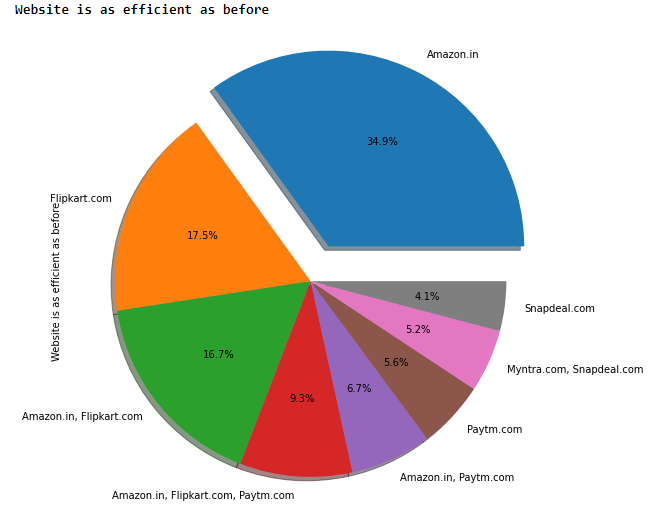 Website is as efficient as before
Amazon.in
34.9%
Flipkart.com
17.5%
Website is as efficient as before
16.7%
Amazon.in, Flipkart.com
9.3%
Amazon.in, Flipkart.com, Paytm.com
6.7%
Amazon.in, Paytm.com
5.6%
Paytm.com
5.2%
Myntra.com, Snapdeal.com
4.1%
Snapdeal.com